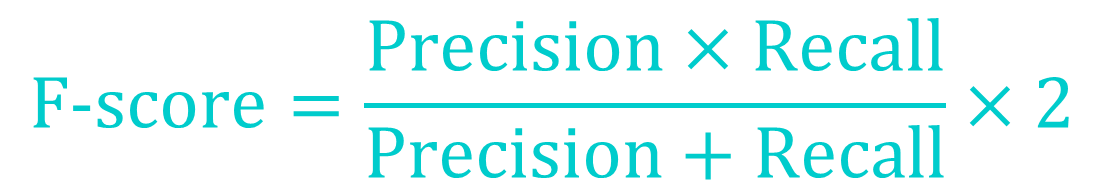 Precision × Recall
F-score = × 2
Precision + Recall